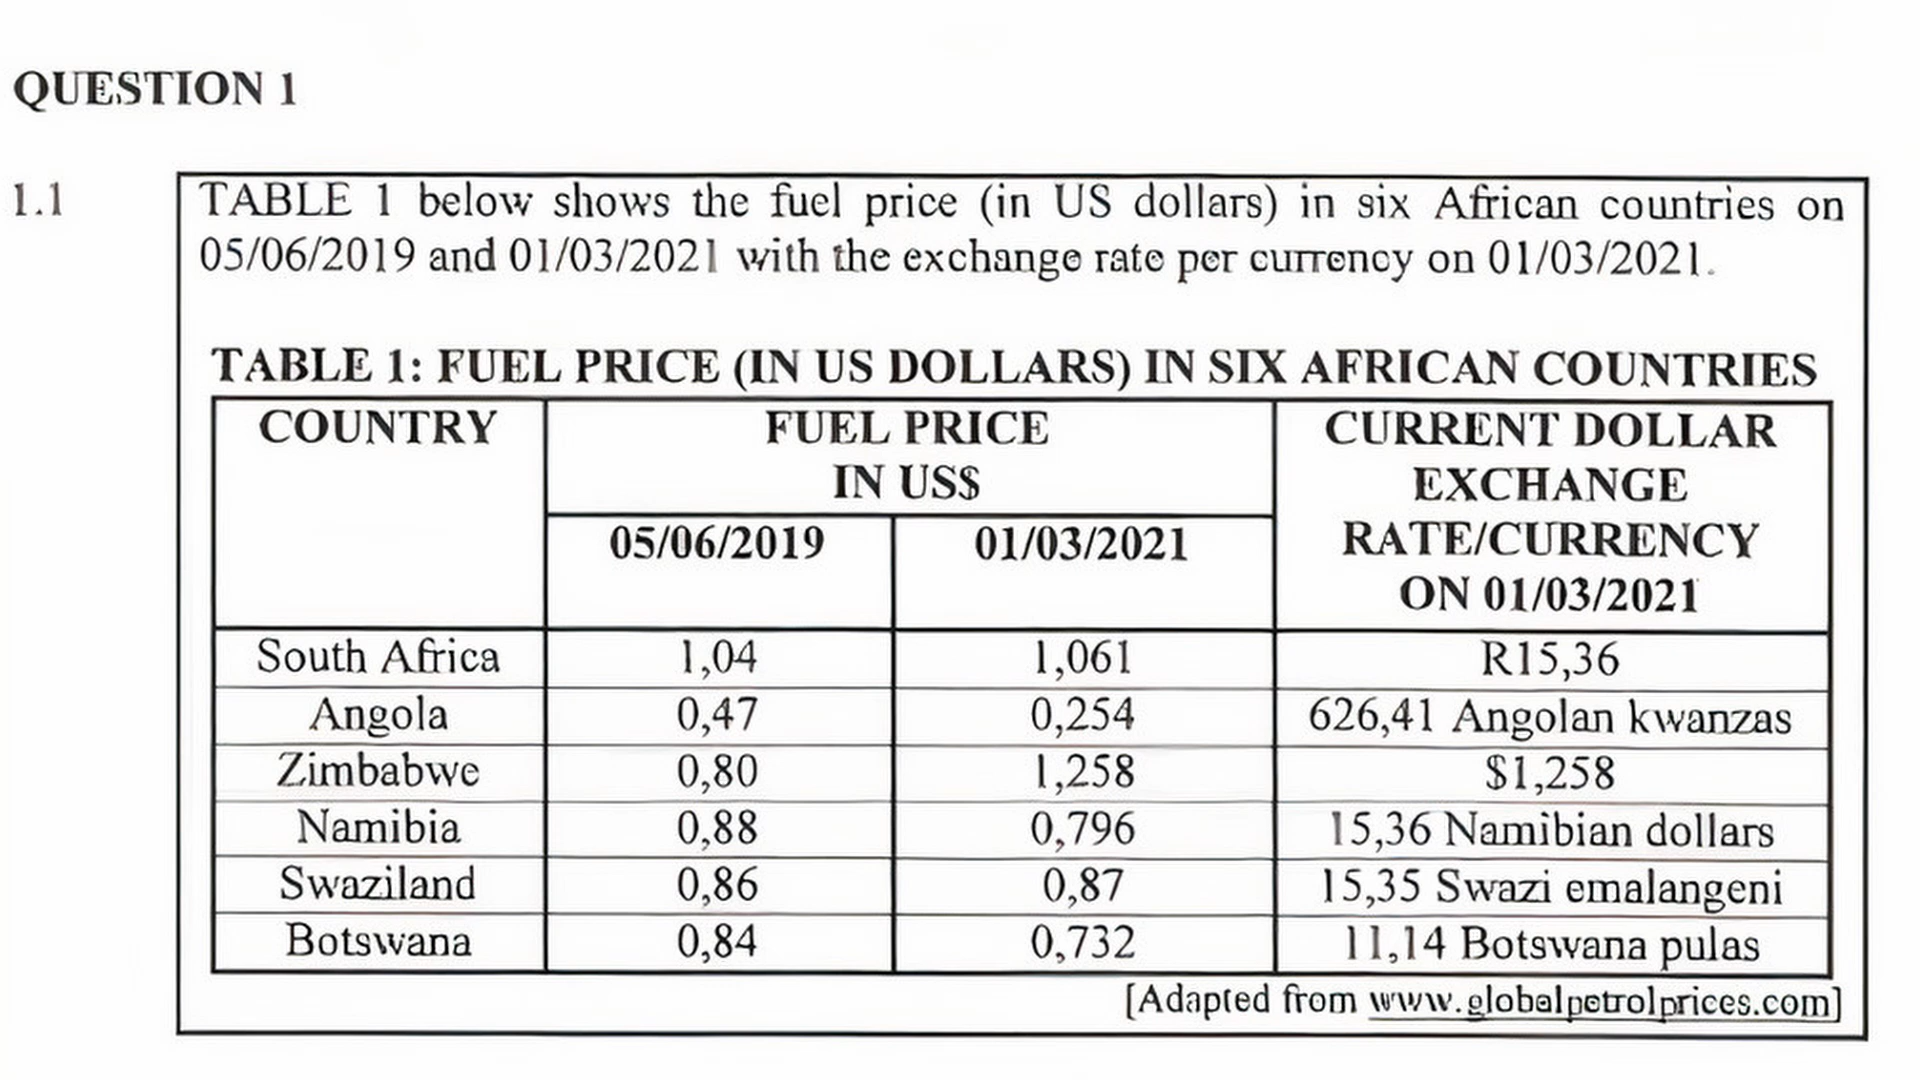 QUESTION 1
1.1
TABLE 1 below shows the fuel price (in US dollars) in six African countries on
05/06/2019 and 01/03/2021 with the exchange rate per currency on 01/03/2021.
TABLE 1: FUEL PRICE (IN US DOLLARS) IN SIX AFRICAN COUNTRIES
COUNTRY
FUEL PRICE
IN US$
CURRENT DOLLAR
EXCHANGE
RATE/CURRENCY
ON 01/03/2021
05/06/2019 01/03/2021
South Africa 1,04 1,061 R15,36
Angola 0,47 0,254 626,41 Angolan kwanzas
Zimbabwe 0,80 1,258 $1,258
Namibia 0,88 0,796 15,36 Namibian dollars
Swaziland 0,86 0,87 15,35 Swazi emalangeni
Botswana 0,84 0,732 11,14 Botswana pulas
[Adapted from www.globalpetrolprices.com]